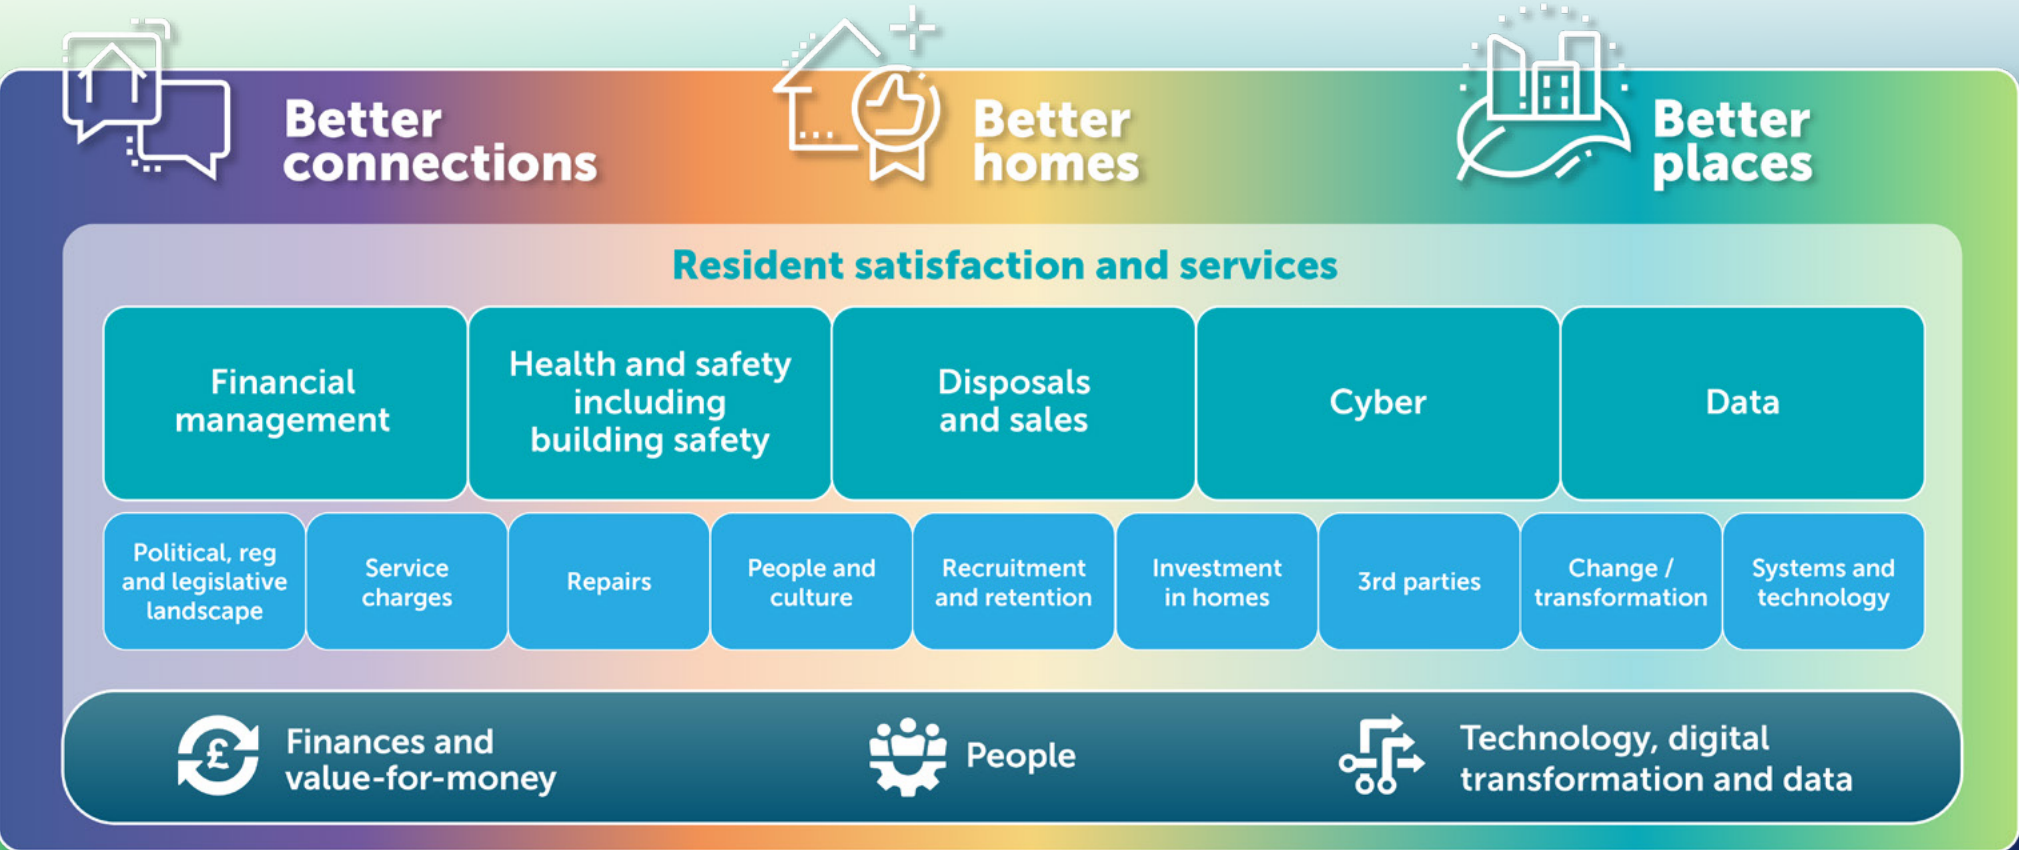 Better
connections
Better
homes
Better
places
Resident satisfaction and services
Financial
management
Health and safety
including
building safety
Disposals
and sales
Cyber
Data
Political, reg
and legislative
landscape
Service
charges
Repairs
People and
culture
Recruitment
and retention
Investment
in homes
3rd parties
Change /
transformation
Systems and
technology
£
Finances and
value-for-money
People
Technology, digital
transformation and data